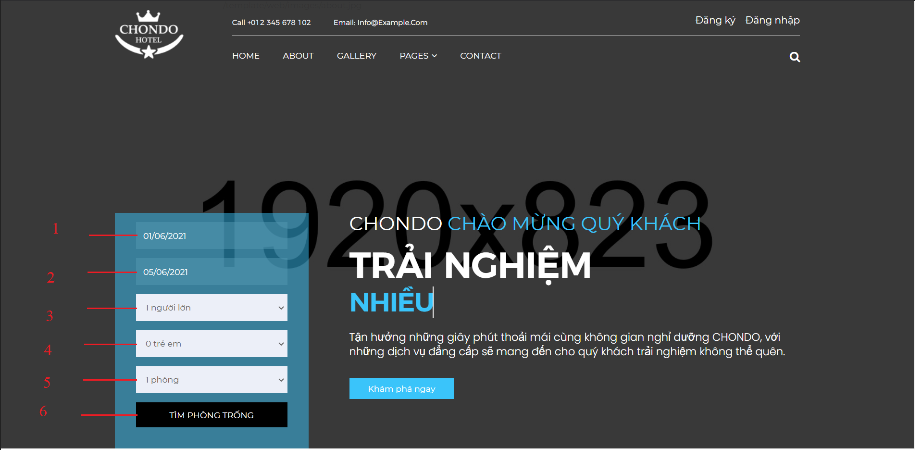 CHONDO
HOTEL
Call +01 2 345 678 102 Email: Info@Example.Com Đăng ký Đăng nhập
HOME ABOUT GALLERY PAGES CONTACT
1920x823
CHONDO CHÀO MỪNG QUÝ KHÁCH
TRẢI NGHIỆM
NHIỀU
Tận hưởng những giây phút thoải mái cùng không gian nghỉ dưỡng CHONDO, với
những dịch vụ đẳng cấp sẽ mang đến cho quý khách trải nghiệm không thể quên.
Khám phá ngay
1 01/06/2021
2 05/06/2021
3 1 người lớn
4 0 trẻ em
5 1 phòng
6 TÌM PHÒNG TRỐNG